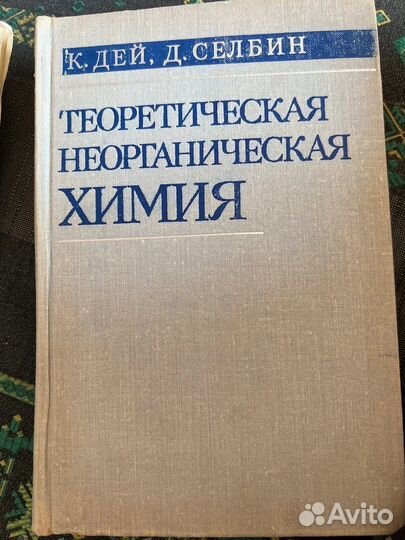 К. ДЕЙ, Д. СЕЛБИН
ТЕОРЕТИЧЕСКАЯ
НЕОРГАНИЧЕСКАЯ
ХИМИЯ
Avito